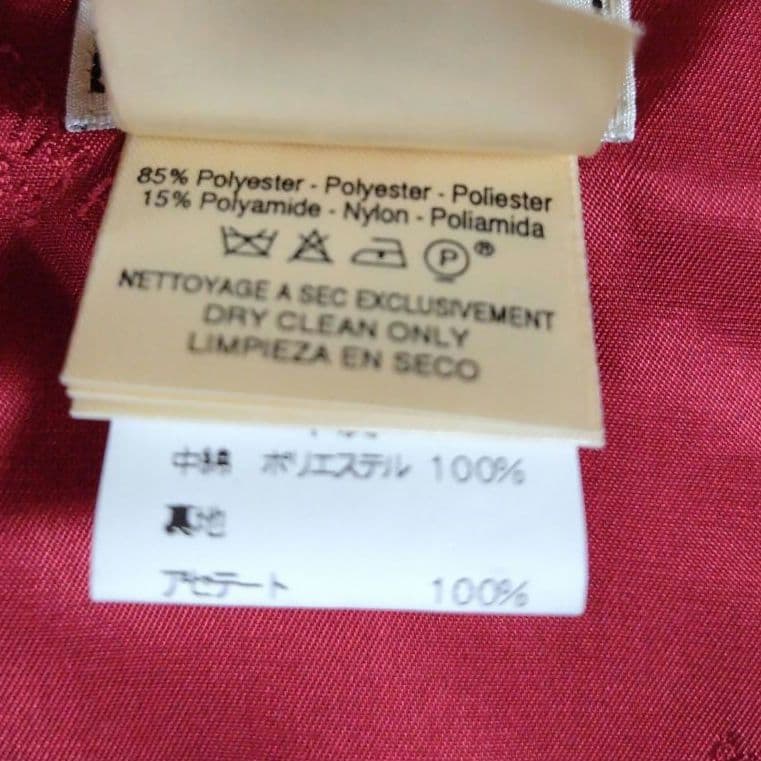 85% Polyester - Polyester - Poliester
15% Polyamide - Nylon - Poliamida
P ®
NETTOYAGE A SEC EXCLUSIVEMENT
DRY CLEAN ONLY
LIMPIEZA EN SECO
中綿 ポリエステル 100%
裏地
アセテート 100%